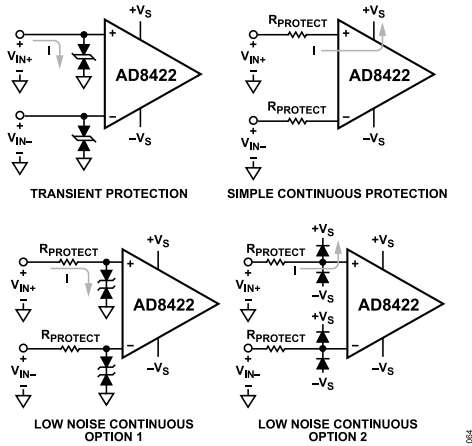 +VS
VIN+
+
–
I
+
–
AD8422
VIN–
+
–
–VS
TRANSIENT PROTECTION
+VS
RPROTECT
VIN+
+
–
I
+
–
AD8422
RPROTECT
VIN–
+
–
–VS
SIMPLE CONTINUOUS PROTECTION
+VS
RPROTECT
VIN+
+
–
I
+
–
AD8422
RPROTECT
VIN–
+
–
–VS
LOW NOISE CONTINUOUS
OPTION 1
+VS
+VS
RPROTECT
VIN+
+
–
I
+
–
–VS
AD8422
+VS
RPROTECT
VIN–
+
–
–VS
–VS
LOW NOISE CONTINUOUS
OPTION 2
064